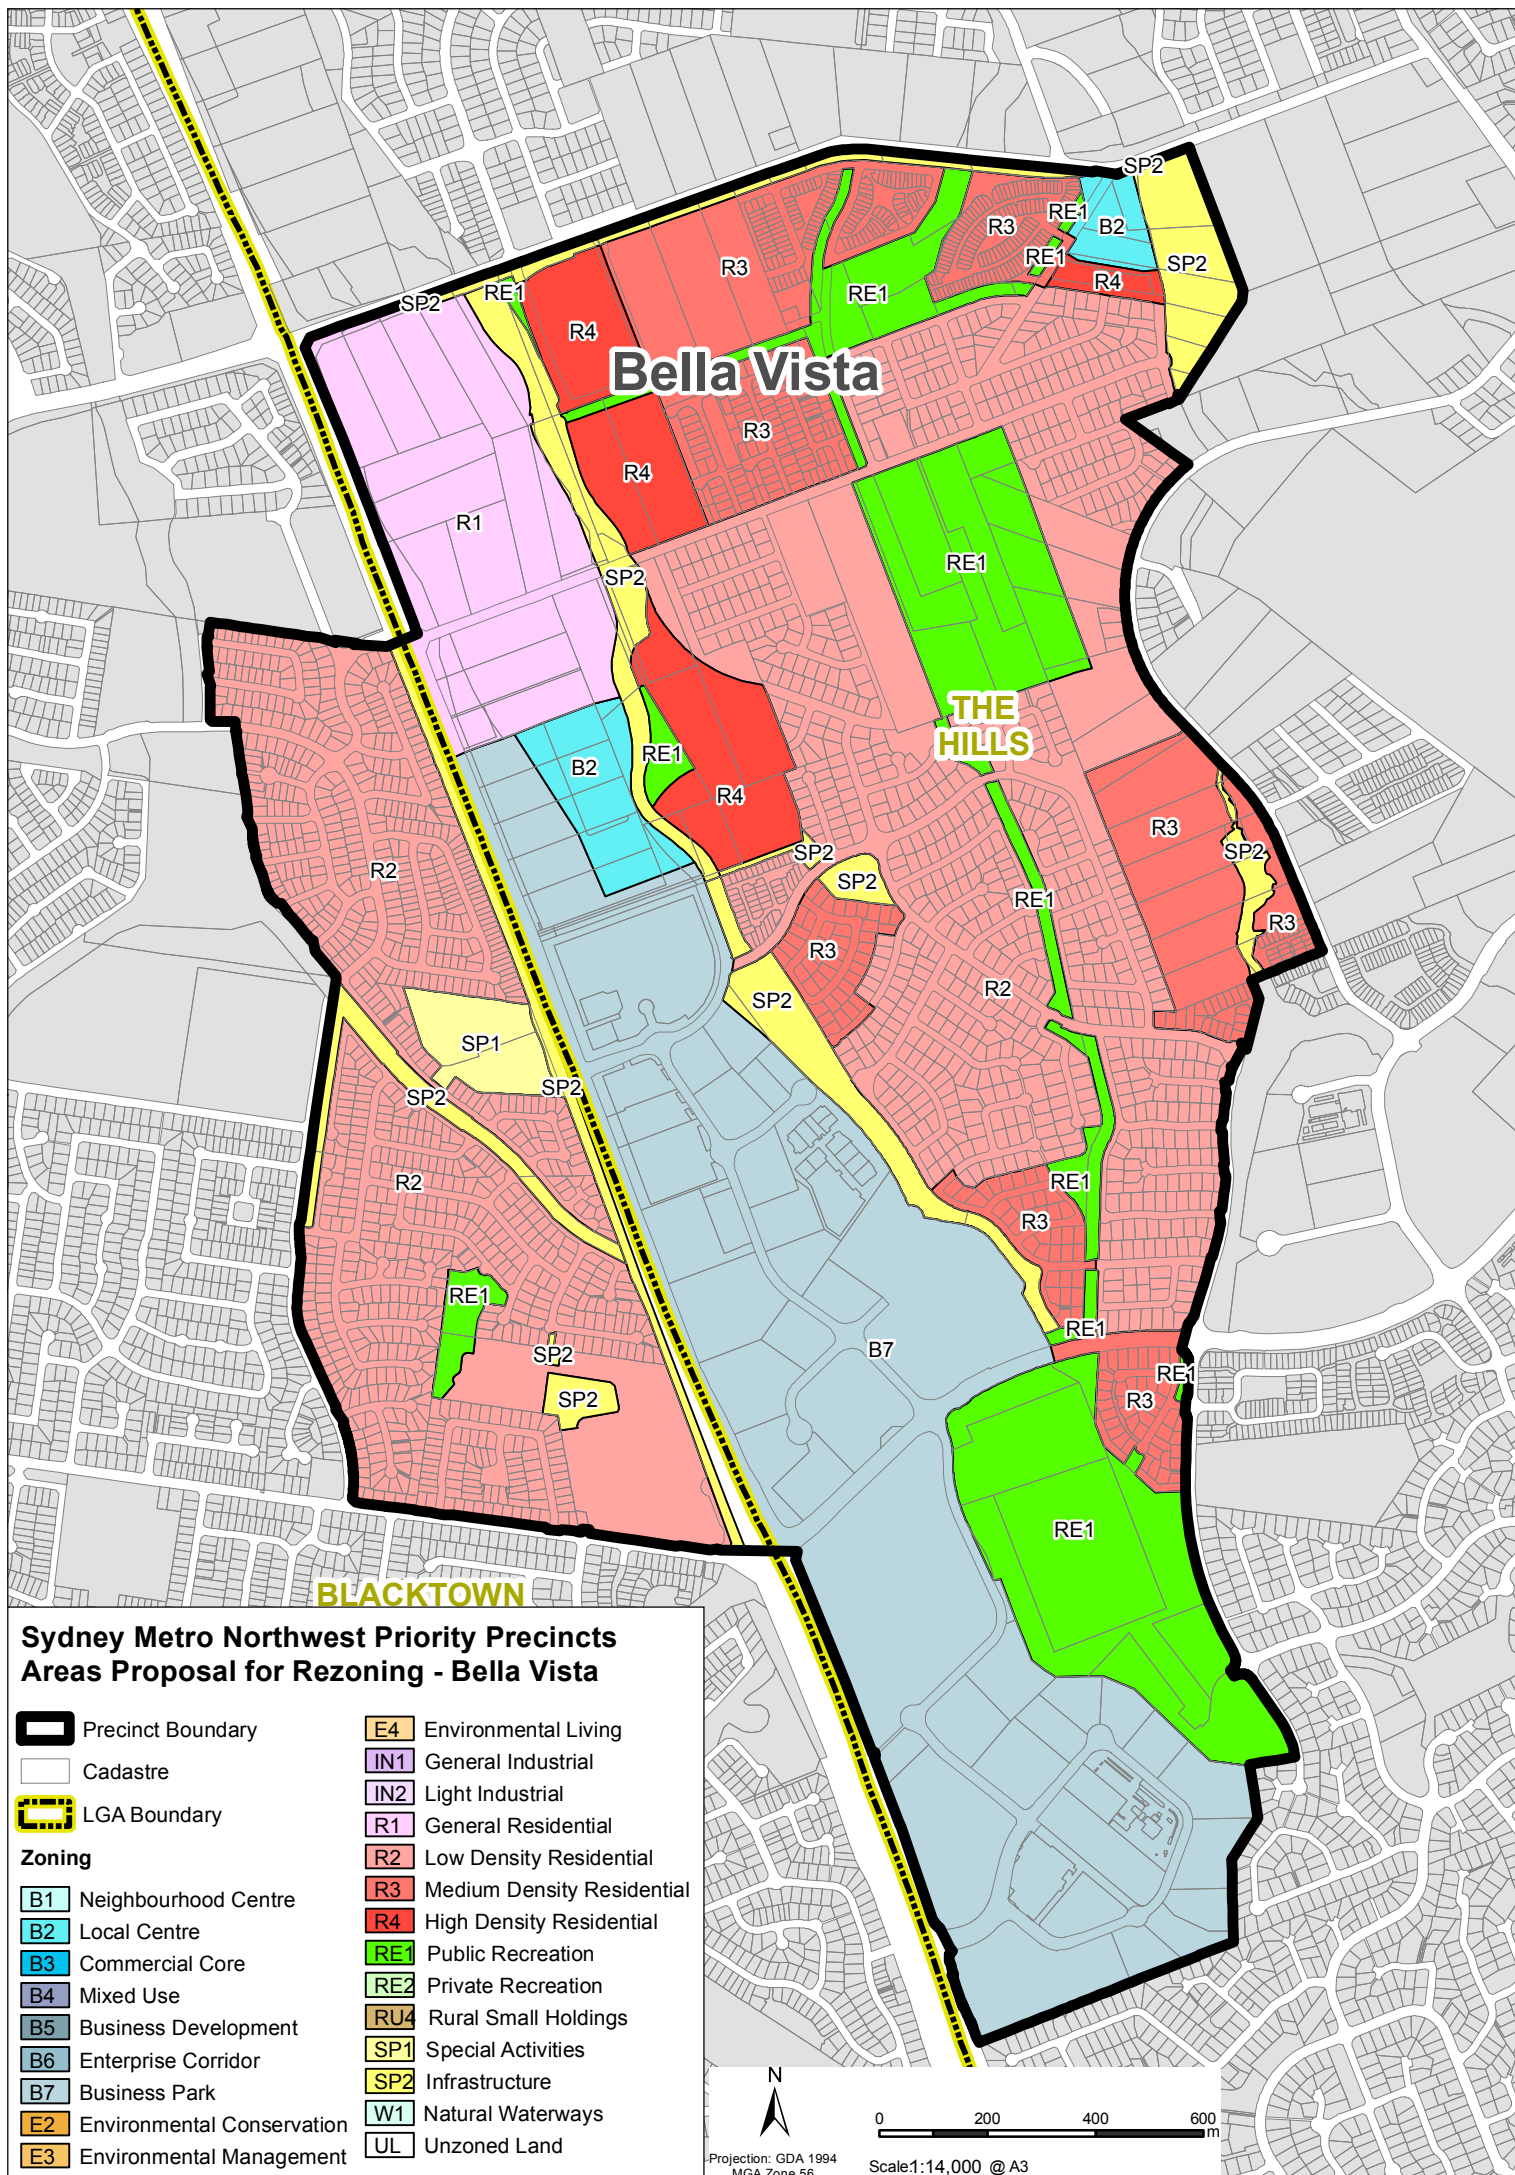 SP2
RE1
B2
R3
RE1
SP2
R3
R4
RE1
RE1
SP2
R4
Bella Vista
R3
R4
R1
RE1
SP2
THE
HILLS
RE1
B2
R4
R3
SP2
SP2
R2
SP2
RE1
R3
R3
R2
SP2
SP1
SP2
SP2
R2
RE1
R3
RE1
RE1
SP2
B7
RE1
R3
SP2
RE1
BLACKTOWN
Sydney Metro Northwest Priority Precincts
Areas Proposal for Rezoning - Bella Vista
Precinct Boundary
Cadastre
LGA Boundary
Zoning
B1 Neighbourhood Centre
B2 Local Centre
B3 Commercial Core
B4 Mixed Use
B5 Business Development
B6 Enterprise Corridor
B7 Business Park
E2 Environmental Conservation
E3 Environmental Management
E4 Environmental Living
IN1 General Industrial
IN2 Light Industrial
R1 General Residential
R2 Low Density Residential
R3 Medium Density Residential
R4 High Density Residential
RE1 Public Recreation
RE2 Private Recreation
RU4 Rural Small Holdings
SP1 Special Activities
SP2 Infrastructure
W1 Natural Waterways
UL Unzoned Land
N
Projection: GDA 1994
MGA Zone 56
0 200 400 600
m
Scale:1:14,000 @ A3